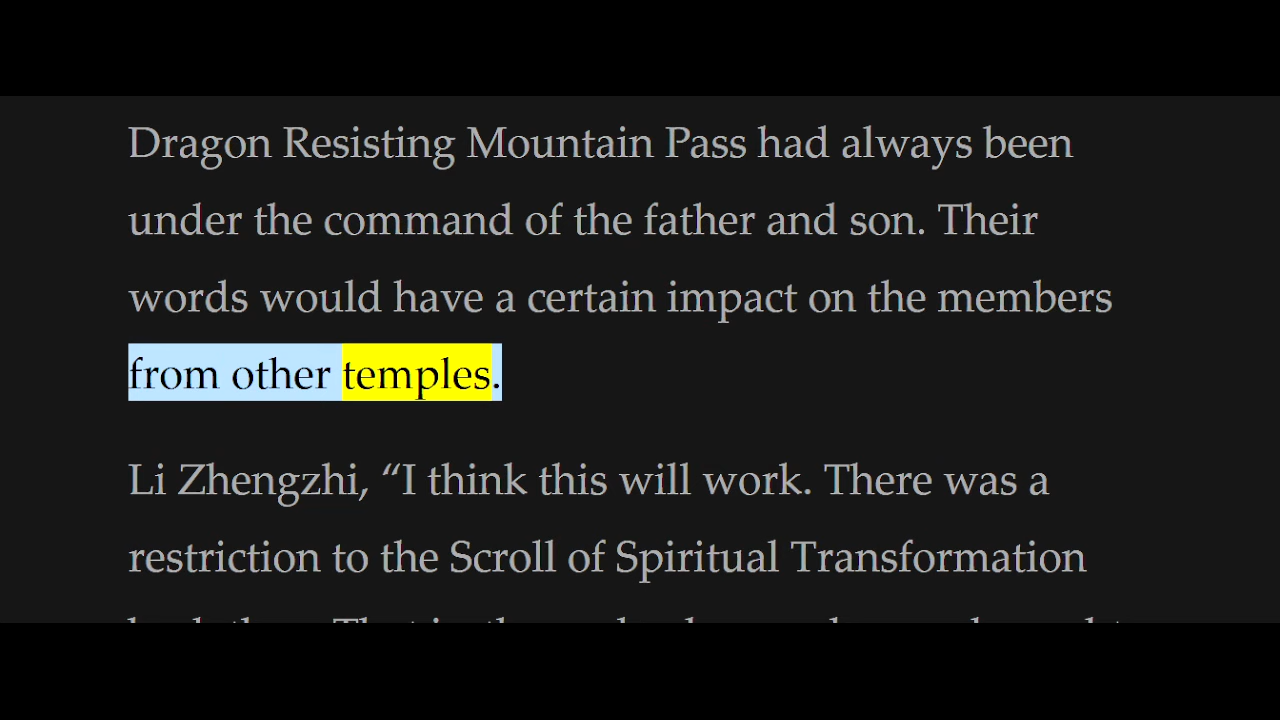 Dragon Resisting Mountain Pass had always been
under the command of the father and son. Their
words would have a certain impact on the members
from other temples.
Li Zhengzhi, “I think this will work. There was a
restriction to the Scroll of Spiritual Transformation